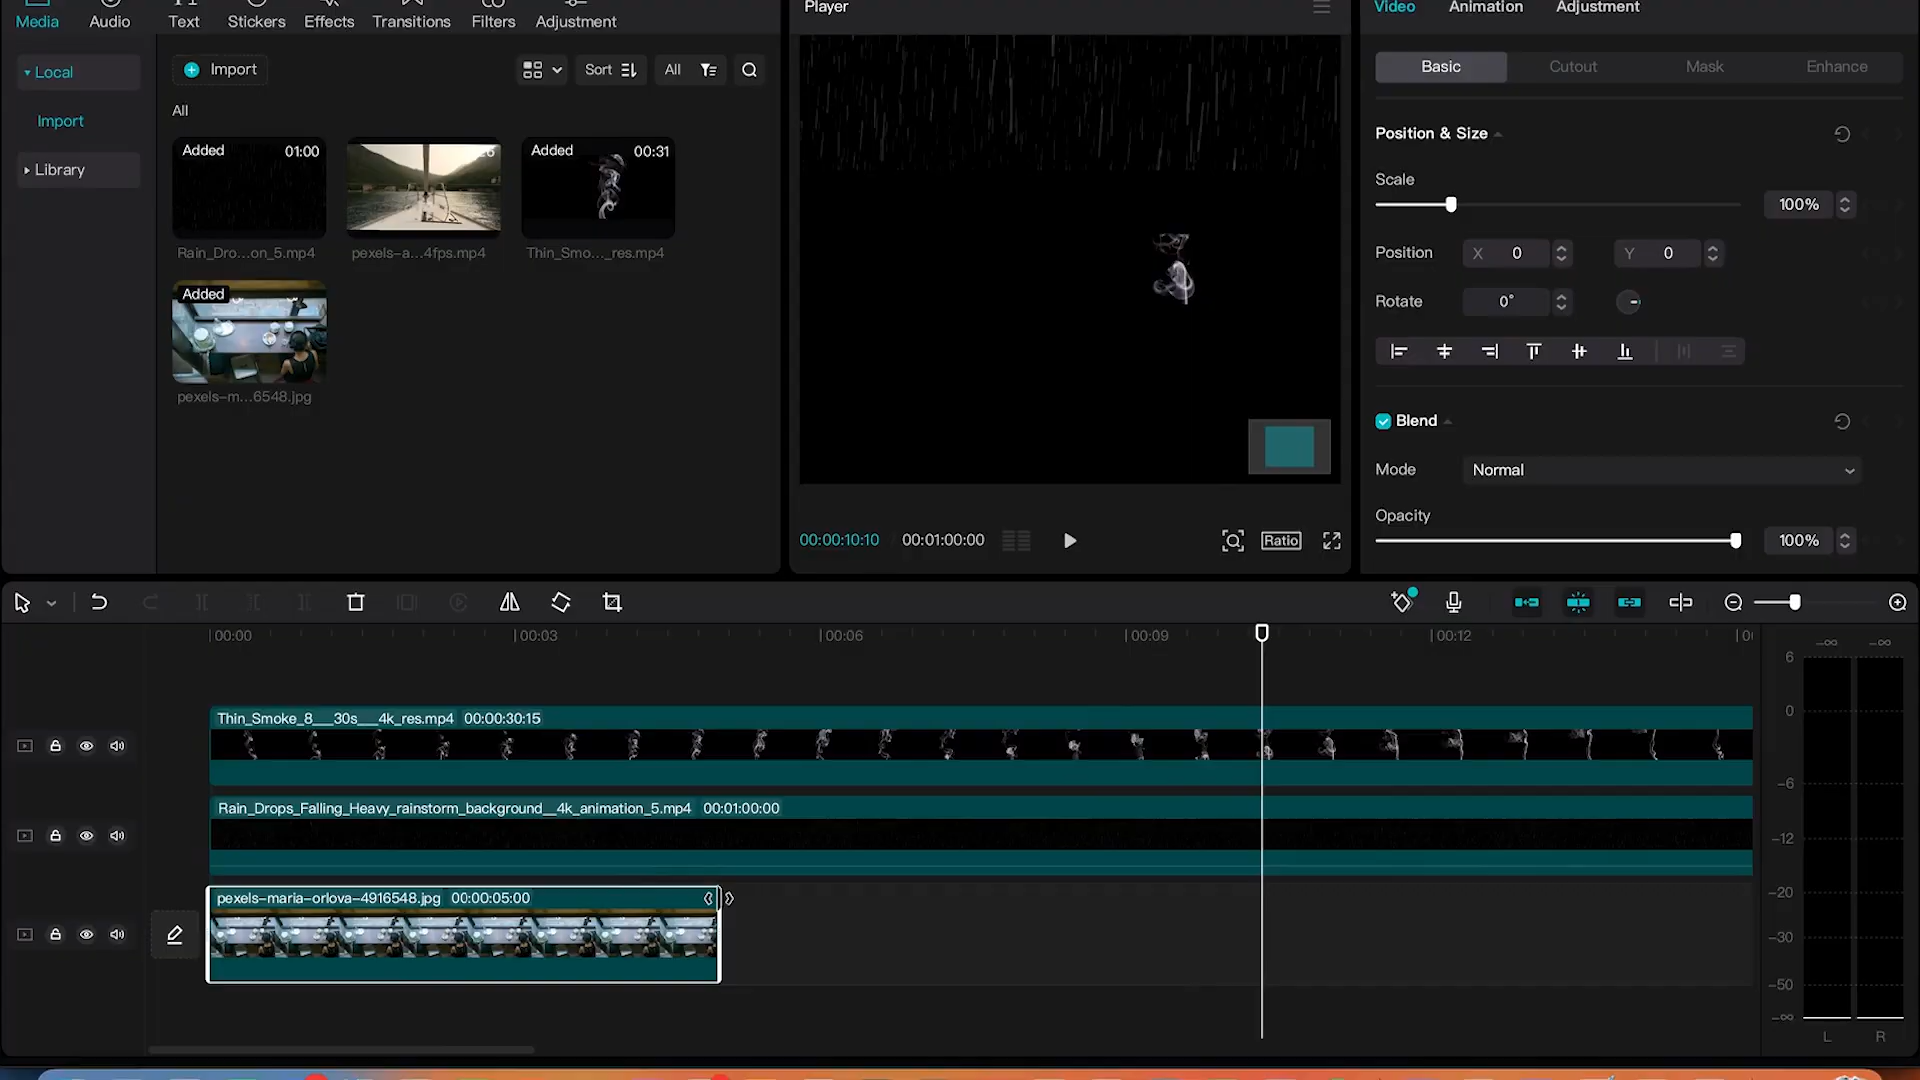 Media Audio Text Stickers Effects Transitions Filters Adjustment
Local
Import
Library
Import
Sort
All
All
Added 01:00
Rain_Dro...on_5.mp4
pexels-a...4fps.mp4
Added 00:31
Thin_Smo..._res.mp4
Added
pexels-m...6548.jpg
Player
00:00:10:10 00:01:00:00
Ratio
Video Animation Adjustment
Basic Cutout Mask Enhance
Position & Size
Scale
100%
Position X 0 Y 0
Rotate 0°
Blend
Mode Normal
Opacity
100%
00:00 00:03 00:06 00:09 00:12
Thin_Smoke_8___30s___4k_res.mp4 00:00:30:15
Rain_Drops_Falling_Heavy_rainstorm_background__4k_animation_5.mp4 00:01:00:00
pexels-maria-orlova-4916548.jpg 00:00:05:00
-∞ -∞
6
0
-6
-12
-20
-30
-50
-∞
L R